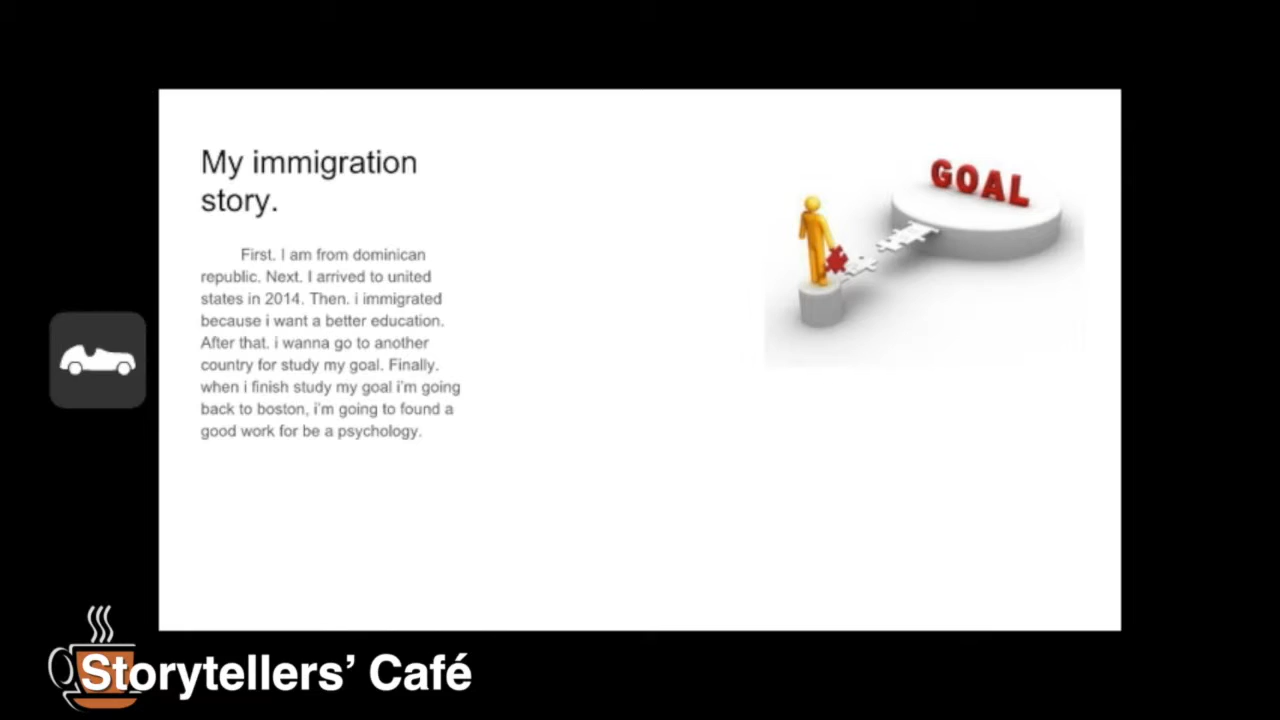 My immigration
story.
First. I am from dominican
republic. Next. I arrived to united
states in 2014. Then. i immigrated
because i want a better education.
After that. i wanna go to another
country for study my goal. Finally.
when i finish study my goal i'm going
back to boston, i'm going to found a
good work for be a psychology.
GOAL
Storytellers' Café